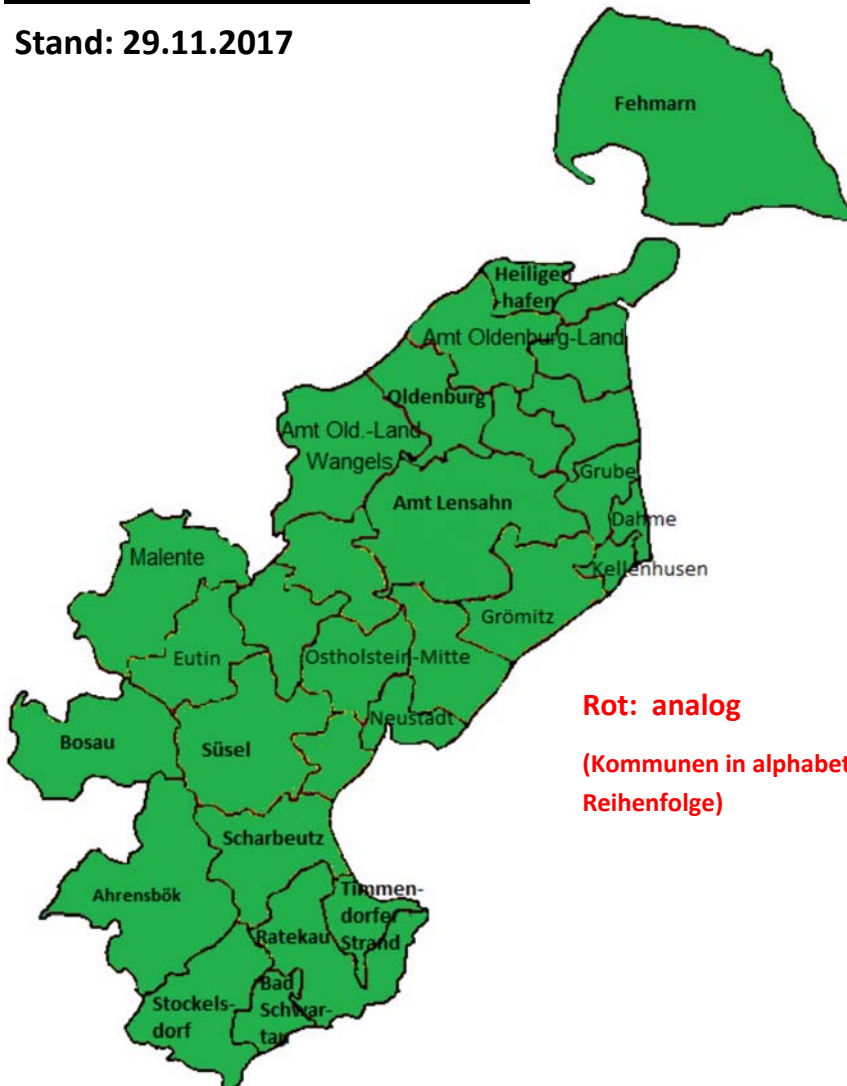 Stand: 29.11.2017
Fehmarn
Heiligen
-hafen
Amt Oldenburg-Land
Oldenburg
Amt Old.-Land
Wangels
Grube
Amt Lensahn
Dahme
Malente
Kellenhusen
Grömitz
Eutin
Ostholstein-Mitte
Neustadt
Rot: analog
Bosau
Süsel
(Kommunen in alphabet
Reihenfolge)
Scharbeutz
Ahrensbök
Timmen-
dorfer
Strand
Ratekau
Bad
Schwar-
tau
Stockels-
dorf